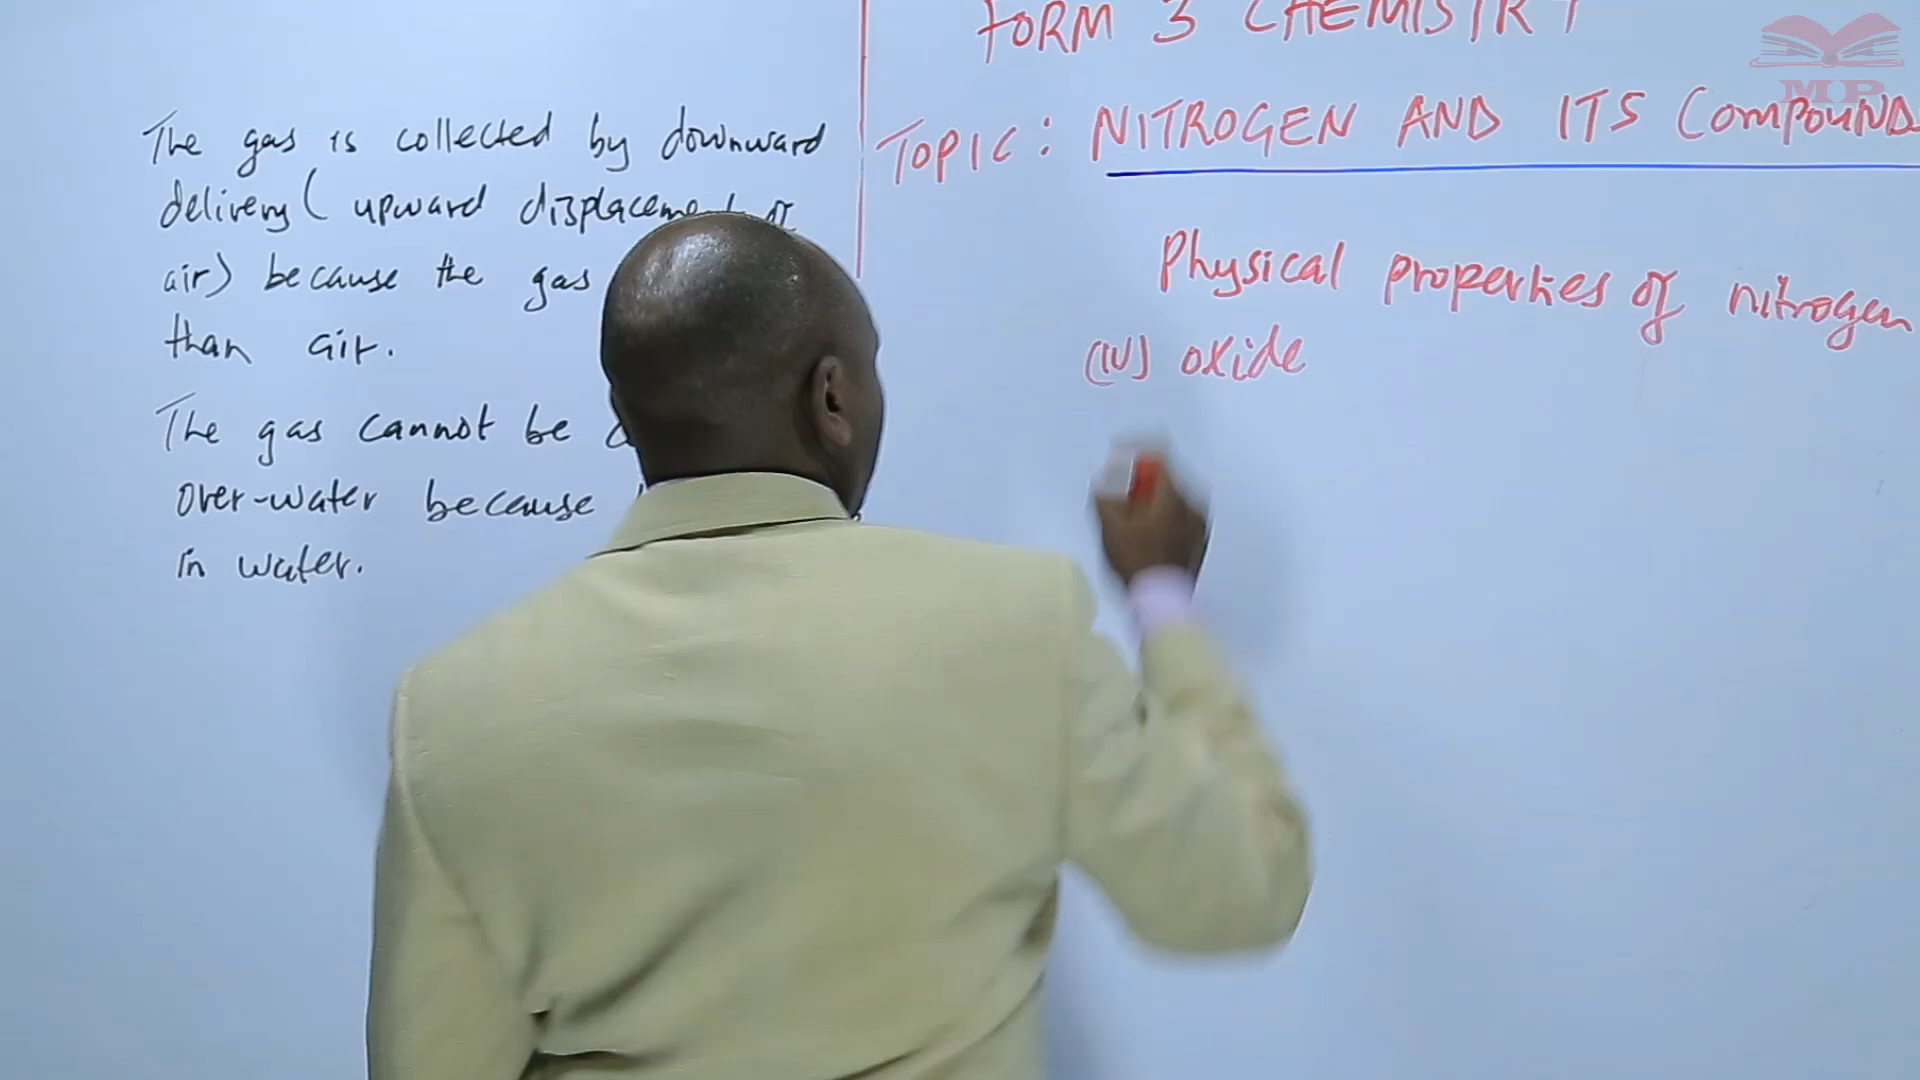 The gas is collected by downward
delivery ( upward displacement of
air) because the gas
than air.
The gas cannot be
over-water because
in water.
FORM 3 CHEMISTRY
TOPIC: NITROGEN AND ITS COMPOUND
Physical properties of nitrogen
(IV) oxide
MP